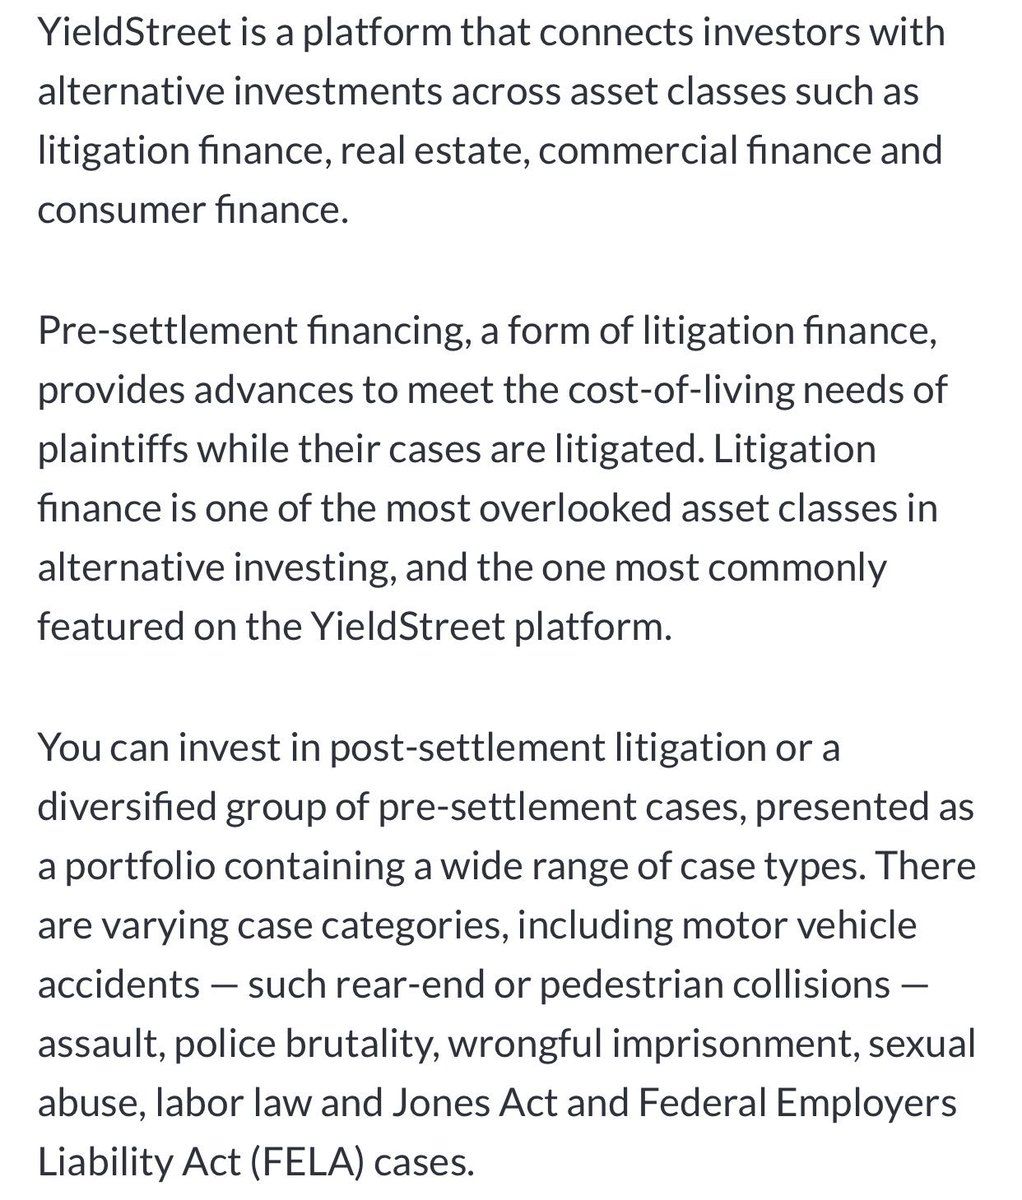 YieldStreet is a platform that connects investors with
alternative investments across asset classes such as
litigation finance, real estate, commercial finance and
consumer finance.
Pre-settlement financing, a form of litigation finance,
provides advances to meet the cost-of-living needs of
plaintiffs while their cases are litigated. Litigation
finance is one of the most overlooked asset classes in
alternative investing, and the one most commonly
featured on the YieldStreet platform.
You can invest in post-settlement litigation or a
diversified group of pre-settlement cases, presented as
a portfolio containing a wide range of case types. There
are varying case categories, including motor vehicle
accidents — such rear-end or pedestrian collisions —
assault, police brutality, wrongful imprisonment, sexual
abuse, labor law and Jones Act and Federal Employers
Liability Act (FELA) cases.